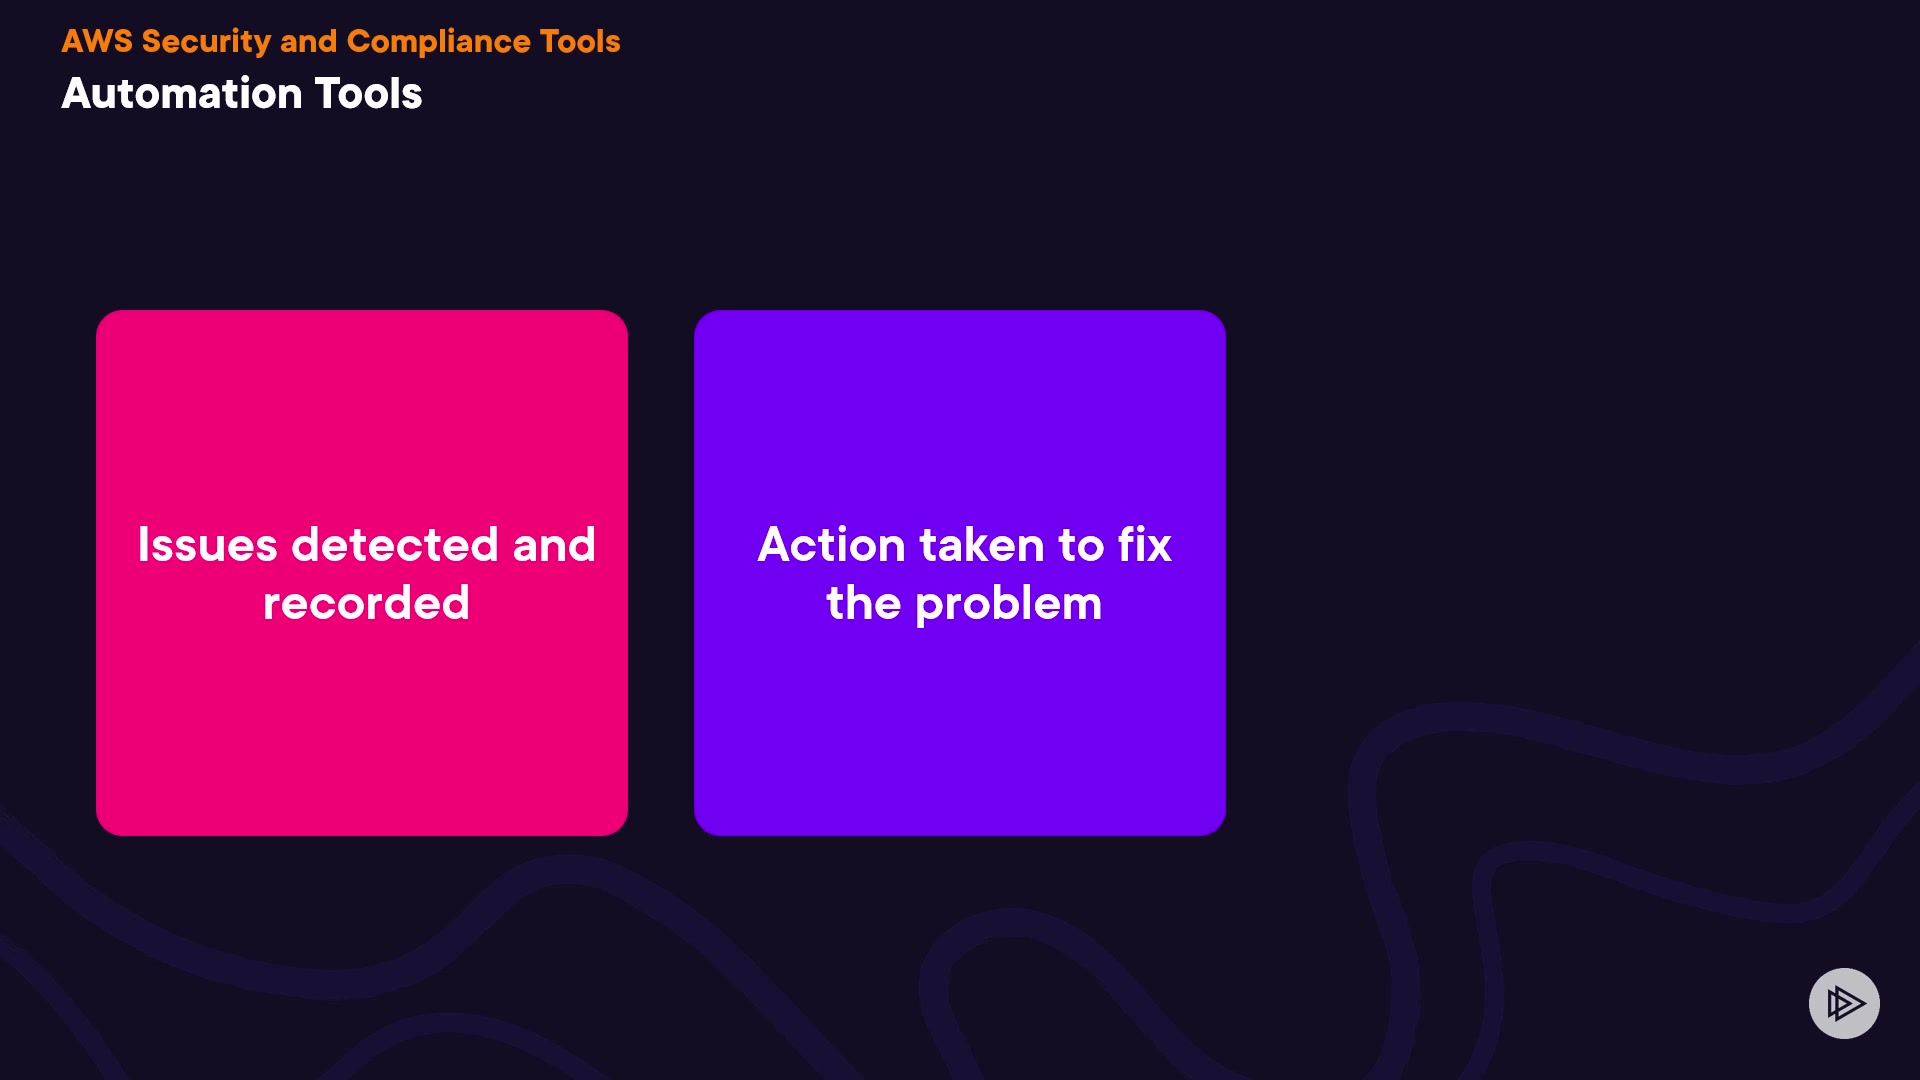 AWS Security and Compliance Tools
Automation Tools
Issues detected and
recorded
Action taken to fix
the problem